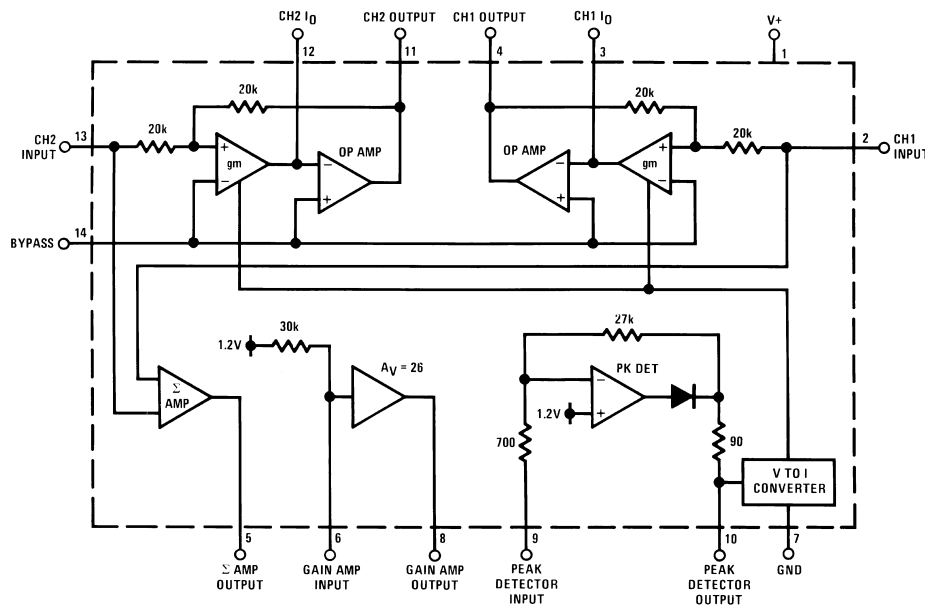 CH2 I₀
CH2 OUTPUT
CH1 OUTPUT
CH1 I₀
V+
12
11
4
3
1
20k
20k
20k
20k
CH2
INPUT
13
+
gm
−
−
OP AMP
+
OP AMP
−
+
+
gm
−
2
CH1
INPUT
BYPASS
14
30k
1.2V
A_V = 26
27k
PK DET
−
1.2V
+
Σ
AMP
700
90
V TO I
CONVERTER
5
6
8
9
10
7
Σ AMP
OUTPUT
GAIN AMP
INPUT
GAIN AMP
OUTPUT
PEAK
DETECTOR
INPUT
PEAK
DETECTOR
OUTPUT
GND